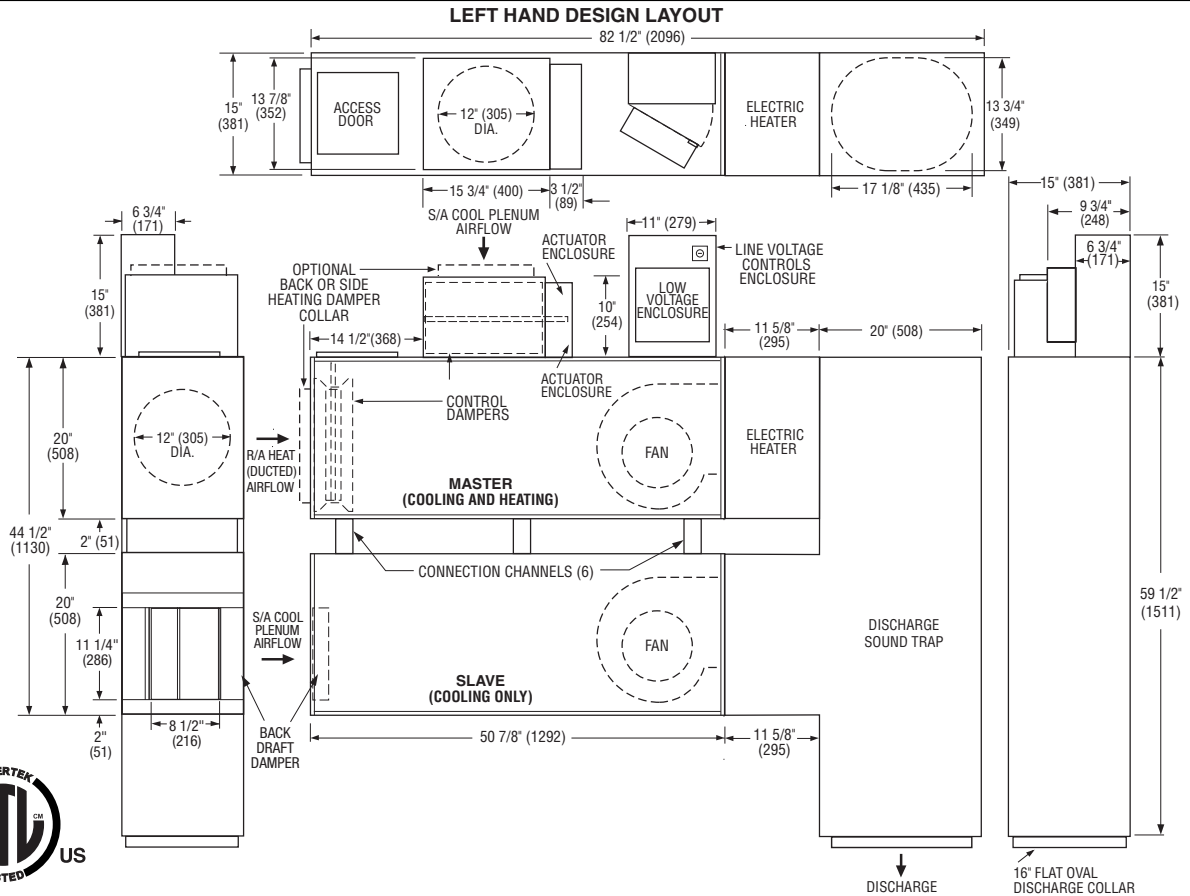 LEFT HAND DESIGN LAYOUT
82 1/2" (2096)
15"
(381)
13 7/8"
(352)
ACCESS
DOOR
12" (305)
DIA.
ELECTRIC
HEATER
13 3/4"
(349)
15 3/4" (400)
3 1/2"
(89)
17 1/8" (435)
15" (381)
9 3/4"
(248)
6 3/4"
(171)
6 3/4"
(171)
S/A COOL PLENUM
AIRFLOW
11" (279)
ACTUATOR
ENCLOSURE
LINE VOLTAGE
CONTROLS
ENCLOSURE
OPTIONAL
BACK OR SIDE
HEATING DAMPER
COLLAR
15"
(381)
10"
(254)
LOW
VOLTAGE
ENCLOSURE
15"
(381)
14 1/2"(368)
11 5/8"
(295)
20" (508)
ACTUATOR
ENCLOSURE
CONTROL
DAMPERS
20"
(508)
12" (305)
DIA.
R/A HEAT
(DUCTED)
AIRFLOW
FAN
ELECTRIC
HEATER
MASTER
(COOLING AND HEATING)
44 1/2"
(1130)
2" (51)
CONNECTION CHANNELS (6)
20"
(508)
11 1/4"
(286)
S/A COOL
PLENUM
AIRFLOW
FAN
DISCHARGE
SOUND TRAP
59 1/2"
(1511)
SLAVE
(COOLING ONLY)
8 1/2"
(216)
2"
(51)
BACK
DRAFT
DAMPER
50 7/8" (1292)
11 5/8"
(295)
ERTEK
CM
US
STED
DISCHARGE
16" FLAT OVAL
DISCHARGE COLLAR